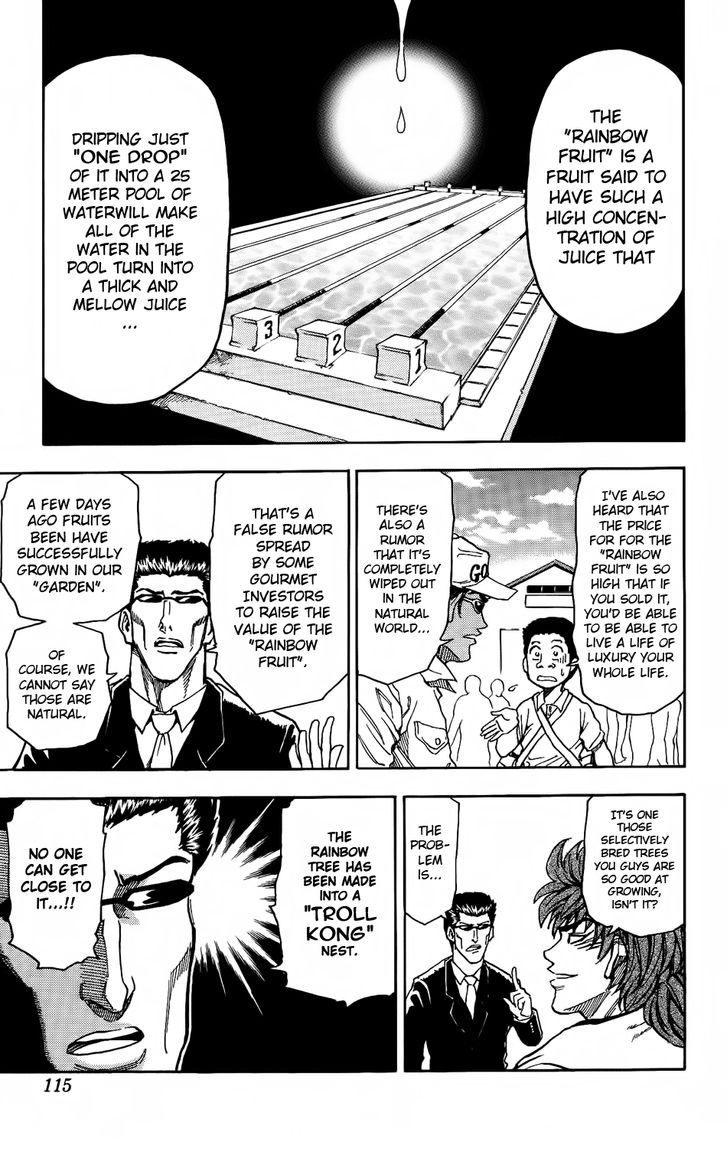 THE
"RAINBOW
FRUIT" IS A
FRUIT SAID TO
HAVE SUCH A
HIGH CONCEN-
TRATION OF
JUICE THAT
DRIPPING JUST
"ONE DROP"
OF IT INTO A 25
METER POOL OF
WATERWILL MAKE
ALL OF THE
WATER IN THE
POOL TURN INTO
A THICK AND
MELLOW JUICE
...
3
2
1
I'VE ALSO
HEARD THAT
THE PRICE
FOR FOR THE
"RAINBOW
FRUIT" IS SO
HIGH THAT IF
YOU SOLD IT,
YOU'D BE ABLE
TO BE ABLE TO
LIVE A LIFE OF
LUXURY YOUR
WHOLE LIFE.
THERE'S
ALSO A
RUMOR
THAT IT'S
COMPLETELY
WIPED OUT
IN THE
NATURAL
WORLD...
GO
THAT'S A
FALSE RUMOR
SPREAD
BY SOME
GOURMET
INVESTORS
TO RAISE THE
VALUE OF THE
"RAINBOW
FRUIT".
A FEW DAYS
AGO FRUITS
BEEN HAVE
SUCCESSFULLY
GROWN IN OUR
"GARDEN".
OF
COURSE, WE
CANNOT SAY
THOSE ARE
NATURAL.
IT'S ONE
THOSE
SELECTIVELY
BRED TREES
YOU GUYS ARE
SO GOOD AT
GROWING,
ISN'T IT?
THE
PROB-
LEM IS...
THE
RAINBOW
TREE HAS
BEEN MADE
INTO A
"TROLL
KONG"
NEST.
NO ONE
CAN GET
CLOSE TO
IT...!!
115